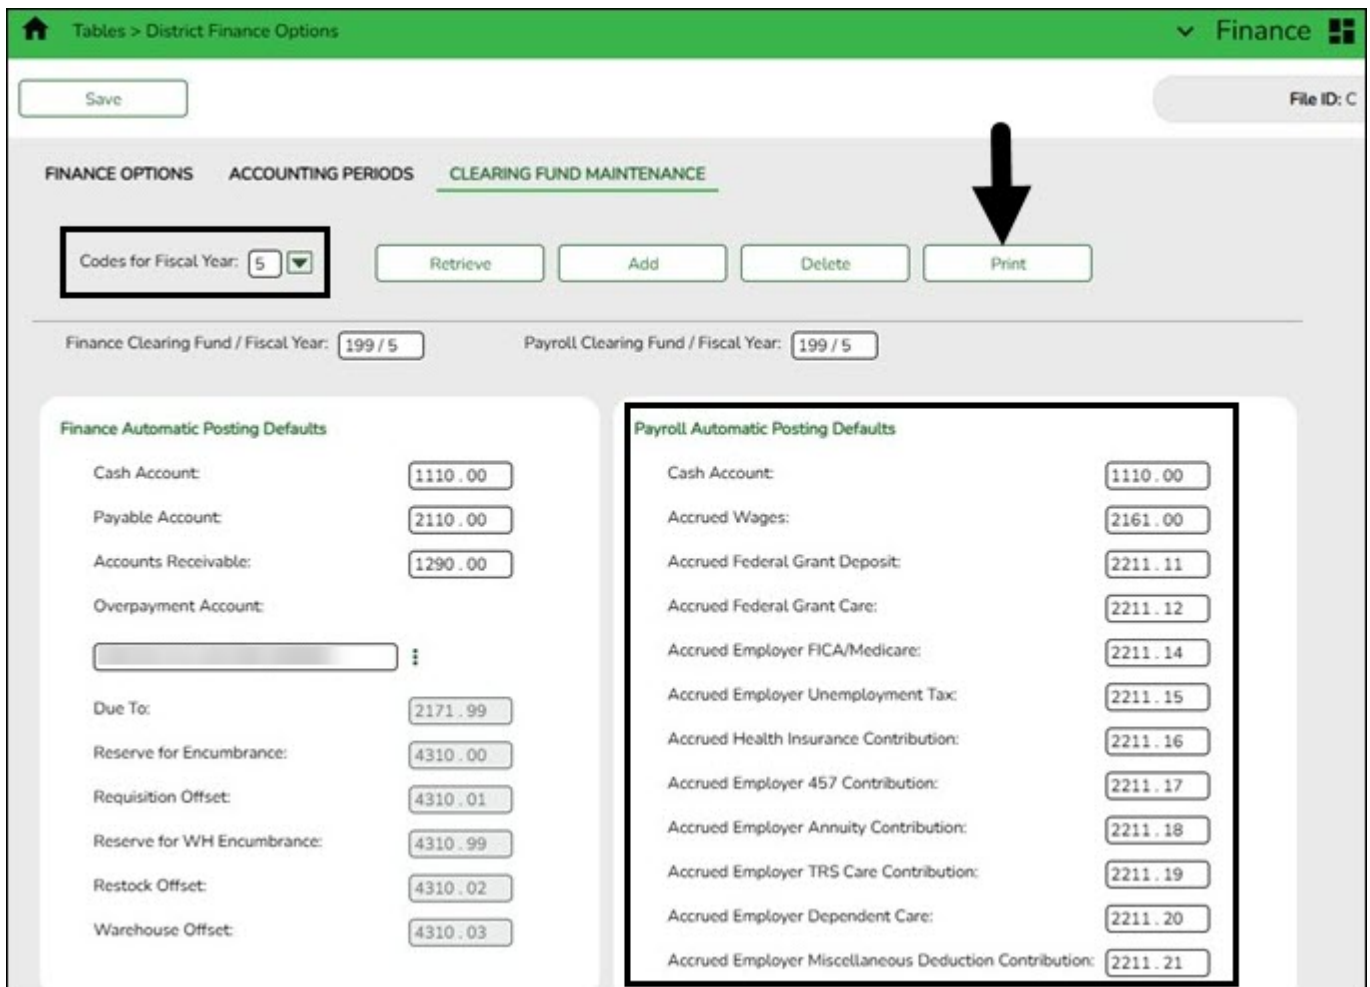 Tables > District Finance Options
Finance
Save
File ID: C
FINANCE OPTIONS ACCOUNTING PERIODS CLEARING FUND MAINTENANCE
Codes for Fiscal Year: 5 Retrieve Add Delete Print
Finance Clearing Fund / Fiscal Year: 199 / 5 Payroll Clearing Fund / Fiscal Year: 199 / 5
Finance Automatic Posting Defaults
Cash Account: 1110 . 00
Payable Account: 2110 . 00
Accounts Receivable: 1290 . 00
Overpayment Account:
Due To: 2171 . 99
Reserve for Encumbrance: 4310 . 00
Requisition Offset: 4310 . 01
Reserve for WH Encumbrance: 4310 . 99
Restock Offset: 4310 . 02
Warehouse Offset: 4310 . 03
Payroll Automatic Posting Defaults
Cash Account: 1110 . 00
Accrued Wages: 2161 . 00
Accrued Federal Grant Deposit: 2211 . 11
Accrued Federal Grant Care: 2211 . 12
Accrued Employer FICA/Medicare: 2211 . 14
Accrued Employer Unemployment Tax: 2211 . 15
Accrued Health Insurance Contribution: 2211 . 16
Accrued Employer 457 Contribution: 2211 . 17
Accrued Employer Annuity Contribution: 2211 . 18
Accrued Employer TRS Care Contribution: 2211 . 19
Accrued Employer Dependent Care: 2211 . 20
Accrued Employer Miscellaneous Deduction Contribution: 2211 . 21